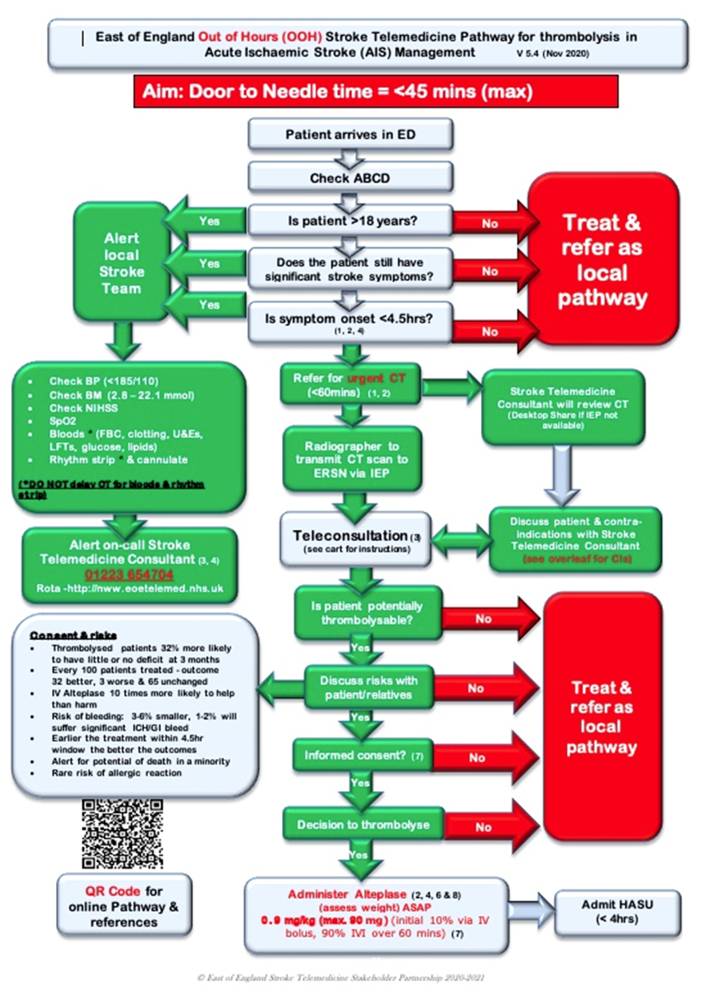 East of England Out of Hours (OOH) Stroke Telemedicine Pathway for thrombolysis in
Acute Ischaemic Stroke (AIS) Management V 5.4 (Nov 2020)
Aim: Door to Needle time = <45 mins (max)
Patient arrives in ED
Check ABCD
Is patient >18 years?
Yes
No
Does the patient still have
significant stroke symptoms?
Yes
No
Is symptom onset <4.5hrs?
(1, 2, 4)
Yes
No
Alert
local
Stroke
Team
Treat &
refer as
local
pathway
• Check BP (<185/110)
• Check BM (2.8 – 22.1 mmol)
• Check NIHSS
• SpO2
• Bloods * (FBC, clotting, U&Es,
LFTs, glucose, lipids)
• Rhythm strip * & cannulate
(*DO NOT delay CT for bloods & rhythm
strip)
Refer for urgent CT
(<60mins) (1, 2)
Stroke Telemedicine
Consultant will review CT
(Desktop Share if IEP not
available)
Radiographer to
transmit CT scan to
ERSN via IEP
Alert on-call Stroke
Telemedicine Consultant (3, 4)
01223 654704
Rota -http://nww.eoetelemed.nhs.uk
Teleconsultation (3)
(see cart for instructions)
Discuss patient & contra-
indications with Stroke
Telemedicine Consultant
(see overleaf for CIs)
Is patient potentially
thrombolysable?
No
Yes
Discuss risks with
patient/relatives
No
Yes
Informed consent? (7)
No
Yes
Decision to thrombolyse
No
Yes
Treat &
refer as
local
pathway
Consent & risks
• Thrombolysed patients 32% more likely
to have little or no deficit at 3 months
• Every 100 patients treated - outcome
32 better, 3 worse & 65 unchanged
• IV Alteplase 10 times more likely to help
than harm
• Risk of bleeding: 3-6% smaller, 1-2% will
suffer significant ICH/GI bleed
• Earlier the treatment within 4.5hr
window the better the outcomes
• Alert for potential of death in a minority
• Rare risk of allergic reaction
QR Code for
online Pathway &
references
Administer Alteplase (2, 4, 6 & 8)
(assess weight) ASAP
0.9 mg/kg (max. 90 mg) (initial 10% via IV
bolus, 90% IVI over 60 mins) (7)
Admit HASU
(< 4hrs)
© East of England Stroke Telemedicine Stakeholder Partnership 2020-2021